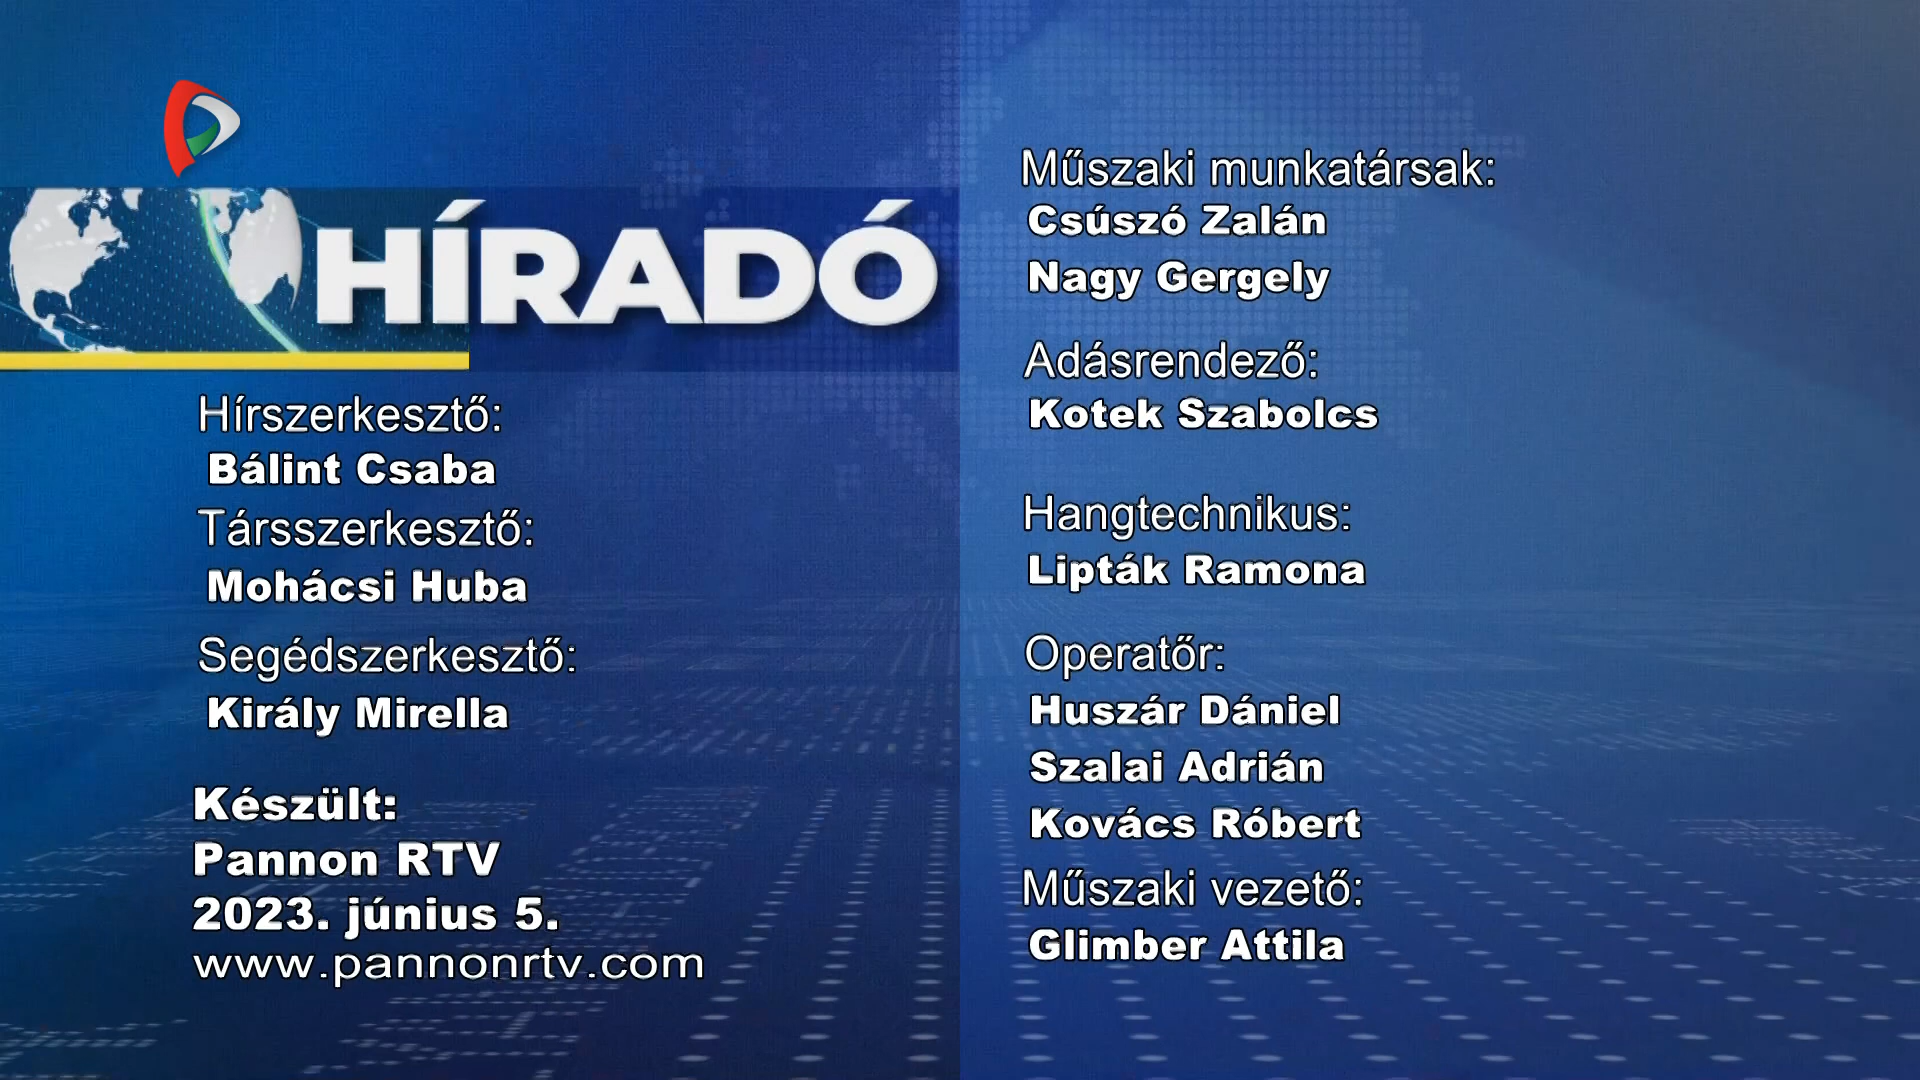 HÍRADÓ
Hírszerkesztő:
Bálint Csaba
Társszerkesztő:
Mohácsi Huba
Segédszerkesztő:
Király Mirella
Készült:
Pannon RTV
2023. június 5.
www.pannonrtv.com
Műszaki munkatársak:
Csúszó Zalán
Nagy Gergely
Adásrendező:
Kotek Szabolcs
Hangtechnikus:
Lipták Ramona
Operatőr:
Huszár Dániel
Szalai Adrián
Kovács Róbert
Műszaki vezető:
Glimber Attila